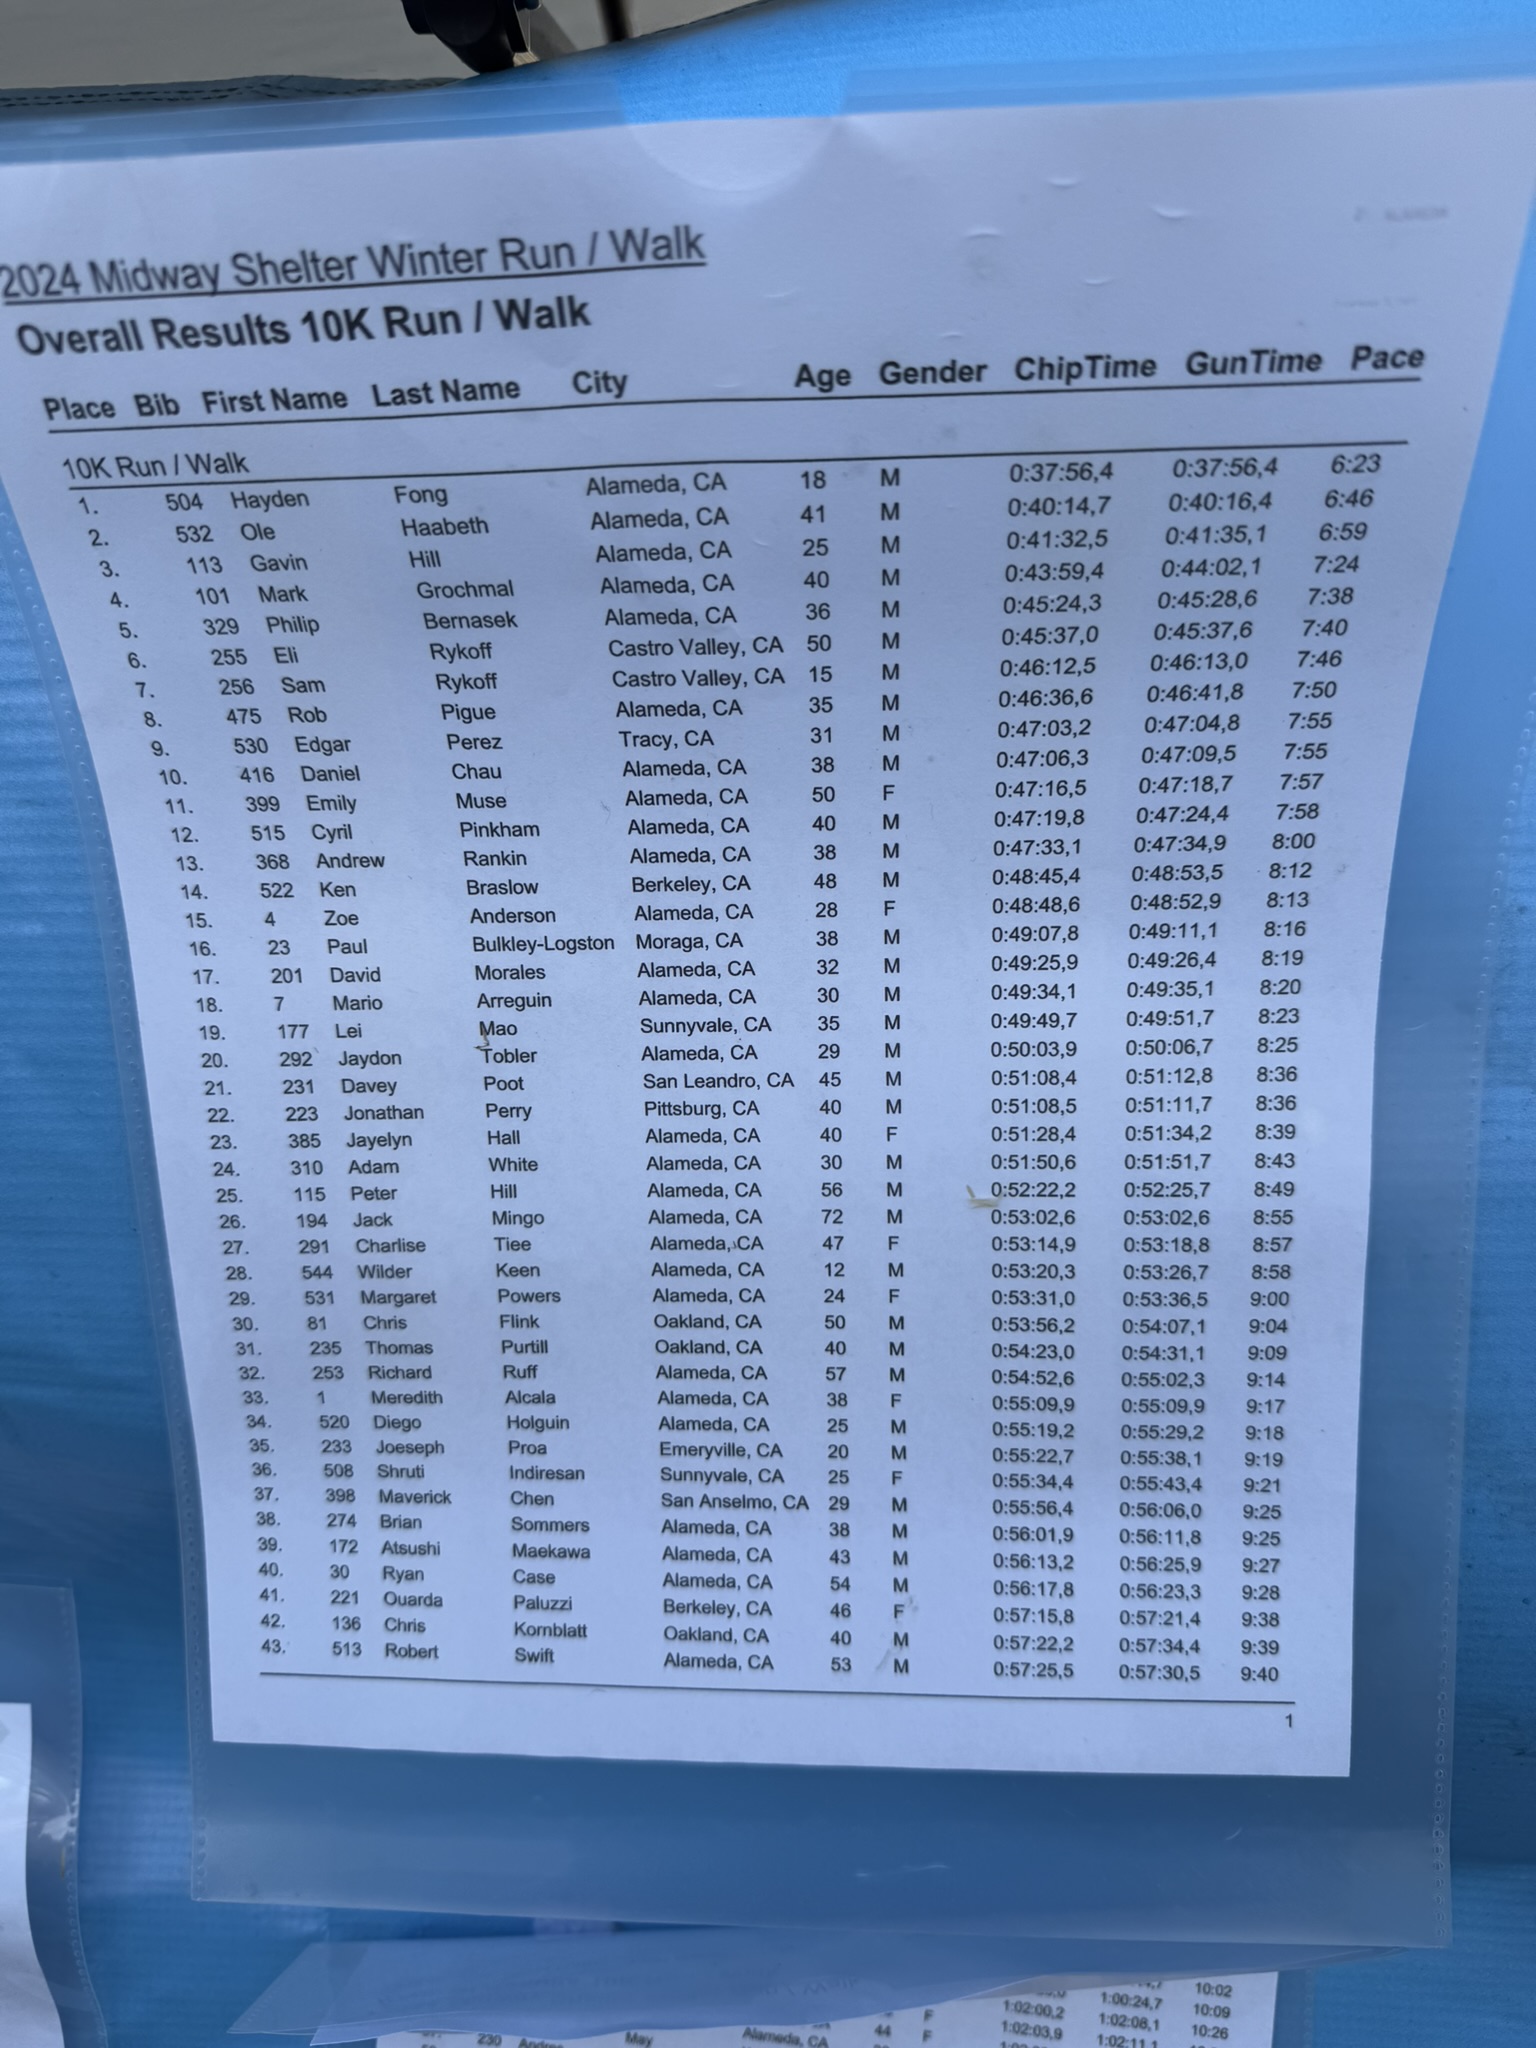 2024 Midway Shelter Winter Run / Walk
Overall Results 10K Run / Walk
Place Bib First Name Last Name City Age Gender ChipTime GunTime Pace
10K Run / Walk
1. 504 Hayden Fong Alameda, CA 18 M 0:37:56,4 0:37:56,4 6:23
2. 532 Ole Haabeth Alameda, CA 41 M 0:40:14,7 0:40:16,4 6:46
3. 113 Gavin Hill Alameda, CA 25 M 0:41:32,5 0:41:35,1 6:59
4. 101 Mark Grochmal Alameda, CA 40 M 0:43:59,4 0:44:02,1 7:24
5. 329 Philip Bernasek Alameda, CA 36 M 0:45:24,3 0:45:28,6 7:38
6. 255 Eli Rykoff Castro Valley, CA 50 M 0:45:37,0 0:45:37,6 7:40
7. 256 Sam Rykoff Castro Valley, CA 15 M 0:46:12,5 0:46:13,0 7:46
8. 475 Rob Pigue Alameda, CA 35 M 0:46:36,6 0:46:41,8 7:50
9. 530 Edgar Perez Tracy, CA 31 M 0:47:03,2 0:47:04,8 7:55
10. 416 Daniel Chau Alameda, CA 38 M 0:47:06,3 0:47:09,5 7:55
11. 399 Emily Muse Alameda, CA 50 F 0:47:16,5 0:47:18,7 7:57
12. 515 Cyril Pinkham Alameda, CA 40 M 0:47:19,8 0:47:24,4 7:58
13. 368 Andrew Rankin Alameda, CA 38 M 0:47:33,1 0:47:34,9 8:00
14. 522 Ken Braslow Berkeley, CA 48 M 0:48:45,4 0:48:53,5 8:12
15. 4 Zoe Anderson Alameda, CA 28 F 0:48:48,6 0:48:52,9 8:13
16. 23 Paul Bulkley-Logston Moraga, CA 38 M 0:49:07,8 0:49:11,1 8:16
17. 201 David Morales Alameda, CA 32 M 0:49:25,9 0:49:26,4 8:19
18. 7 Mario Arreguin Alameda, CA 30 M 0:49:34,1 0:49:35,1 8:20
19. 177 Lei Mao Sunnyvale, CA 35 M 0:49:49,7 0:49:51,7 8:23
20. 292 Jaydon Tobler Alameda, CA 29 M 0:50:03,9 0:50:06,7 8:25
21. 231 Davey Poot San Leandro, CA 45 M 0:51:08,4 0:51:12,8 8:36
22. 223 Jonathan Perry Pittsburg, CA 40 M 0:51:08,5 0:51:11,7 8:36
23. 385 Jayelyn Hall Alameda, CA 40 F 0:51:28,4 0:51:34,2 8:39
24. 310 Adam White Alameda, CA 30 M 0:51:50,6 0:51:51,7 8:43
25. 115 Peter Hill Alameda, CA 56 M 0:52:22,2 0:52:25,7 8:49
26. 194 Jack Mingo Alameda, CA 72 M 0:53:02,6 0:53:02,6 8:55
27. 291 Charlise Tiee Alameda, CA 47 F 0:53:14,9 0:53:18,8 8:57
28. 544 Wilder Keen Alameda, CA 12 M 0:53:20,3 0:53:26,7 8:58
29. 531 Margaret Powers Alameda, CA 24 F 0:53:31,0 0:53:36,5 9:00
30. 81 Chris Flink Oakland, CA 50 M 0:53:56,2 0:54:07,1 9:04
31. 235 Thomas Purtill Oakland, CA 40 M 0:54:23,0 0:54:31,1 9:09
32. 253 Richard Ruff Alameda, CA 57 M 0:54:52,6 0:55:02,3 9:14
33. 1 Meredith Alcala Alameda, CA 38 F 0:55:09,9 0:55:09,9 9:17
34. 520 Diego Holguin Alameda, CA 25 M 0:55:19,2 0:55:29,2 9:18
35. 233 Joeseph Proa Emeryville, CA 20 M 0:55:22,7 0:55:38,1 9:19
36. 508 Shruti Indiresan Sunnyvale, CA 25 F 0:55:34,4 0:55:43,4 9:21
37. 398 Maverick Chen San Anselmo, CA 29 M 0:55:56,4 0:56:06,0 9:25
38. 274 Brian Sommers Alameda, CA 38 M 0:56:01,9 0:56:11,8 9:25
39. 172 Atsushi Maekawa Alameda, CA 43 M 0:56:13,2 0:56:25,9 9:27
40. 30 Ryan Case Alameda, CA 54 M 0:56:17,8 0:56:23,3 9:28
41. 221 Ouarda Paluzzi Berkeley, CA 46 F 0:57:15,8 0:57:21,4 9:38
42. 136 Chris Kornblatt Oakland, CA 40 M 0:57:22,2 0:57:34,4 9:39
43. 513 Robert Swift Alameda, CA 53 M 0:57:25,5 0:57:30,5 9:40
1
10:02
1:00:24,7 10:09
F 1:02:00,2 1:02:08,1 10:26
230 May Alameda, CA 44 F 1:02:03,9 1:02:11,1